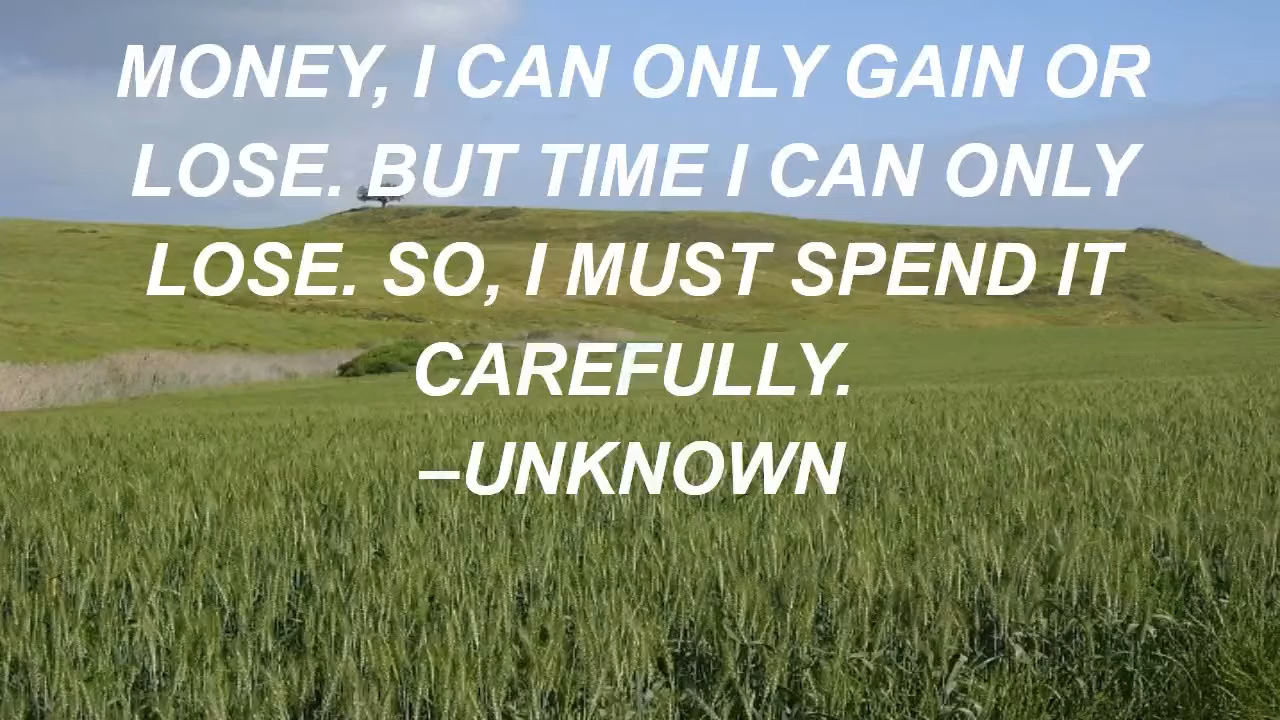 MONEY, I CAN ONLY GAIN OR
LOSE. BUT TIME I CAN ONLY
LOSE. SO, I MUST SPEND IT
CAREFULLY.
–UNKNOWN